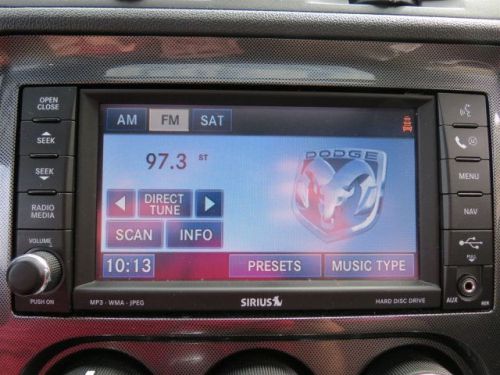 OPEN
CLOSE
SEEK
SEEK
RADIO
MEDIA
VOLUME
PUSH ON
AM FM SAT
97.3 ST
DODGE
DIRECT
TUNE
SCAN INFO
10:13 PRESETS MUSIC TYPE
MP3 · WMA · JPEG
SIRIUS
HARD DISC DRIVE
MENU
NAV
AUX